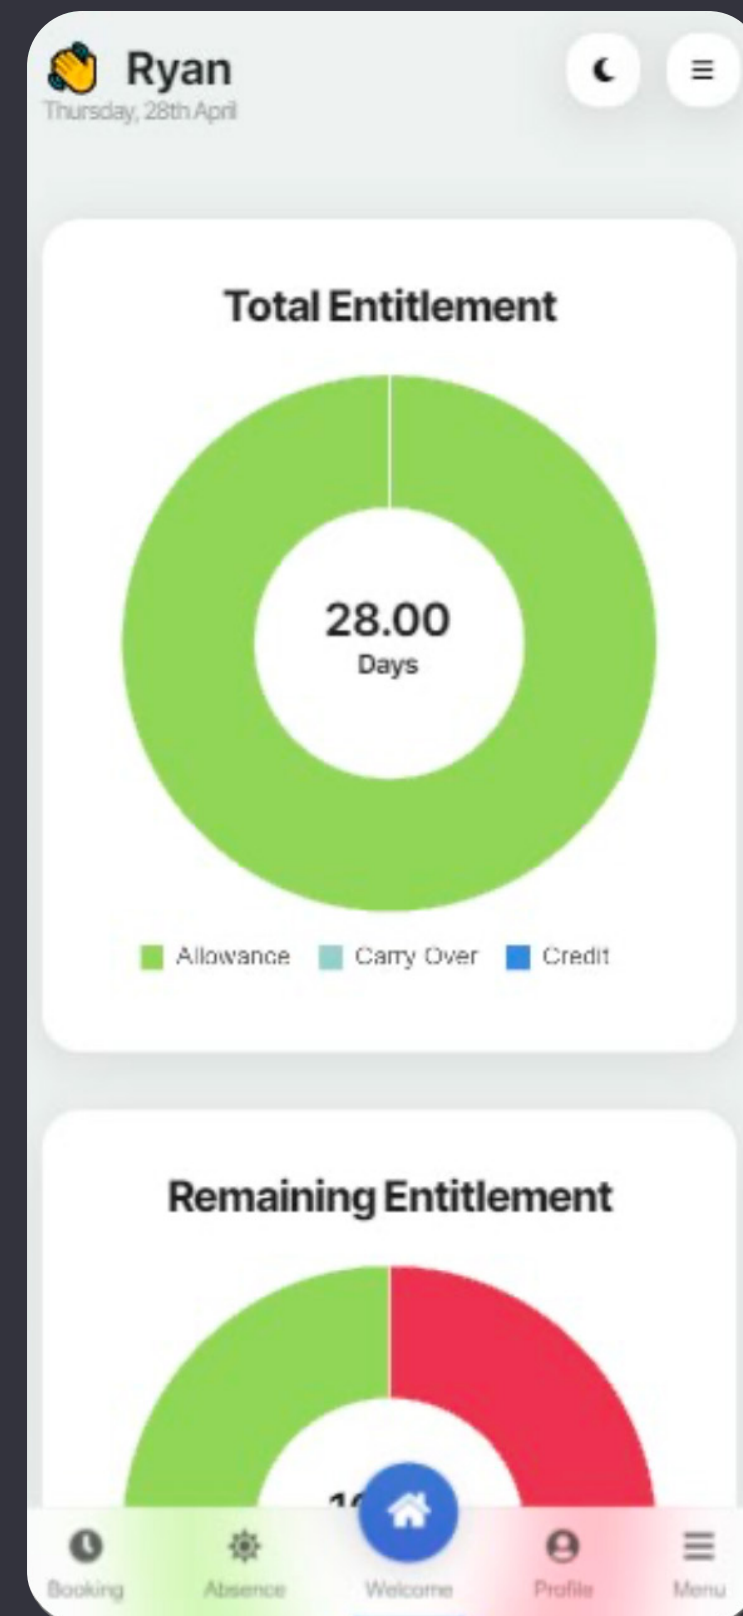 Ryan
Thursday, 28th April
Total Entitlement
28.00
Days
Allowance Carry Over Credit
Remaining Entitlement
Booking Absence Welcome Profile Menu